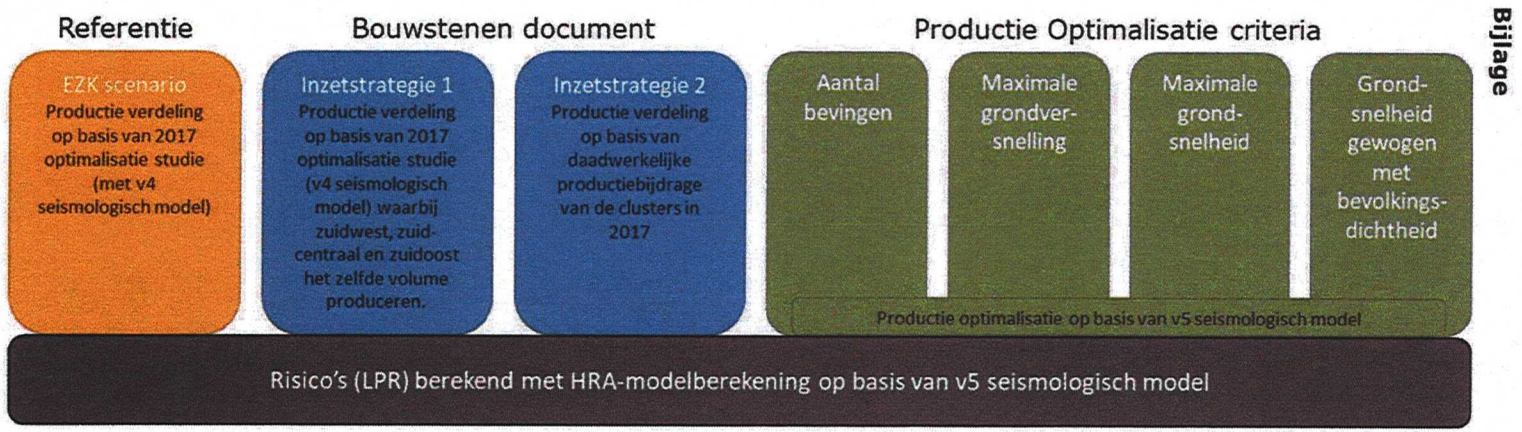 Bijlage
Referentie
EZK scenario
Productie verdeling
op basis van 2017
optimalisatie studie
(met v4
seismologisch model)
Bouwstenen document
Inzetstrategie 1
Productie verdeling
op basis van 2017
optimalisatie studie
(v4 seismologisch
model) waarbij
zuidwest, zuid-
centraal en zuidoost
het zelfde volume
produceren.
Inzetstrategie 2
Productie verdeling
op basis van
daadwerkelijke
productiebijdrage
van de clusters in
2017
Productie Optimalisatie criteria
Aantal
bevingen
Maximale
grondver-
snelling
Maximale
grond-
snelheid
Grond-
snelheid
gewogen
met
bevolkings-
dichtheid
Productie optimalisatie op basis van v5 seismologisch model
Risico's (LPR) berekend met HRA-modelberekening op basis van v5 seismologisch model